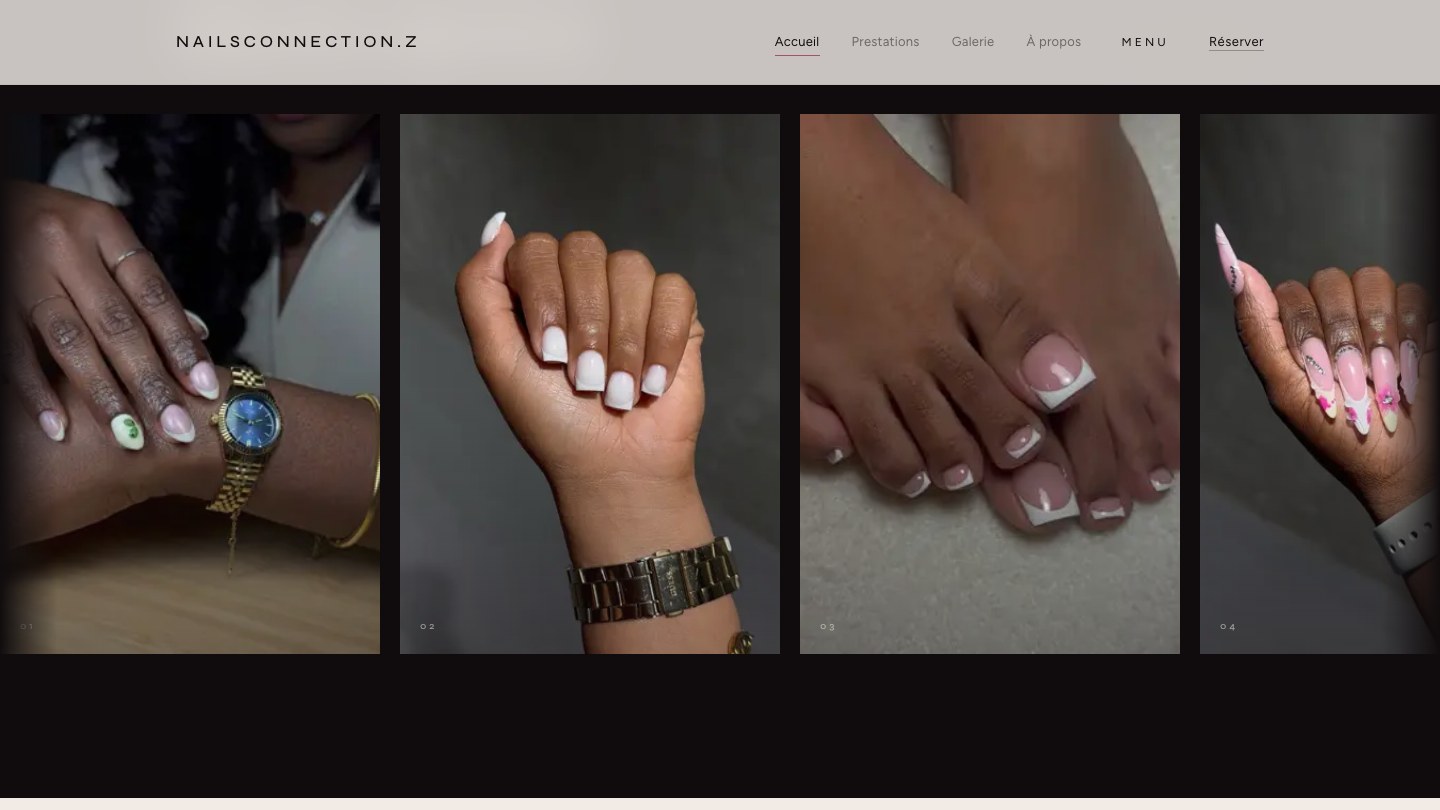 NAILSCONNECTION.Z
Accueil
Prestations
Galerie
À propos
MENU
Réserver
01
02
03
04